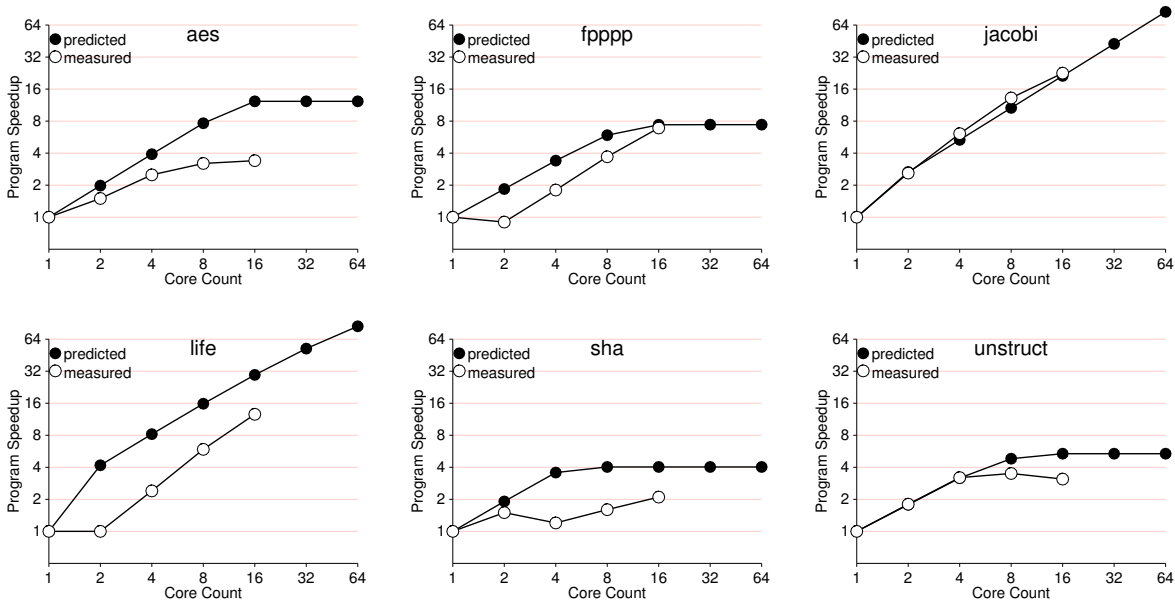 aes
predicted
measured
Program Speedup
64
32
16
8
4
2
1
1 2 4 8 16 32 64
Core Count
fpppp
predicted
measured
Program Speedup
64
32
16
8
4
2
1
1 2 4 8 16 32 64
Core Count
jacobi
predicted
measured
Program Speedup
64
32
16
8
4
2
1
1 2 4 8 16 32 64
Core Count
life
predicted
measured
Program Speedup
64
32
16
8
4
2
1
1 2 4 8 16 32 64
Core Count
sha
predicted
measured
Program Speedup
64
32
16
8
4
2
1
1 2 4 8 16 32 64
Core Count
unstruct
predicted
measured
Program Speedup
64
32
16
8
4
2
1
1 2 4 8 16 32 64
Core Count